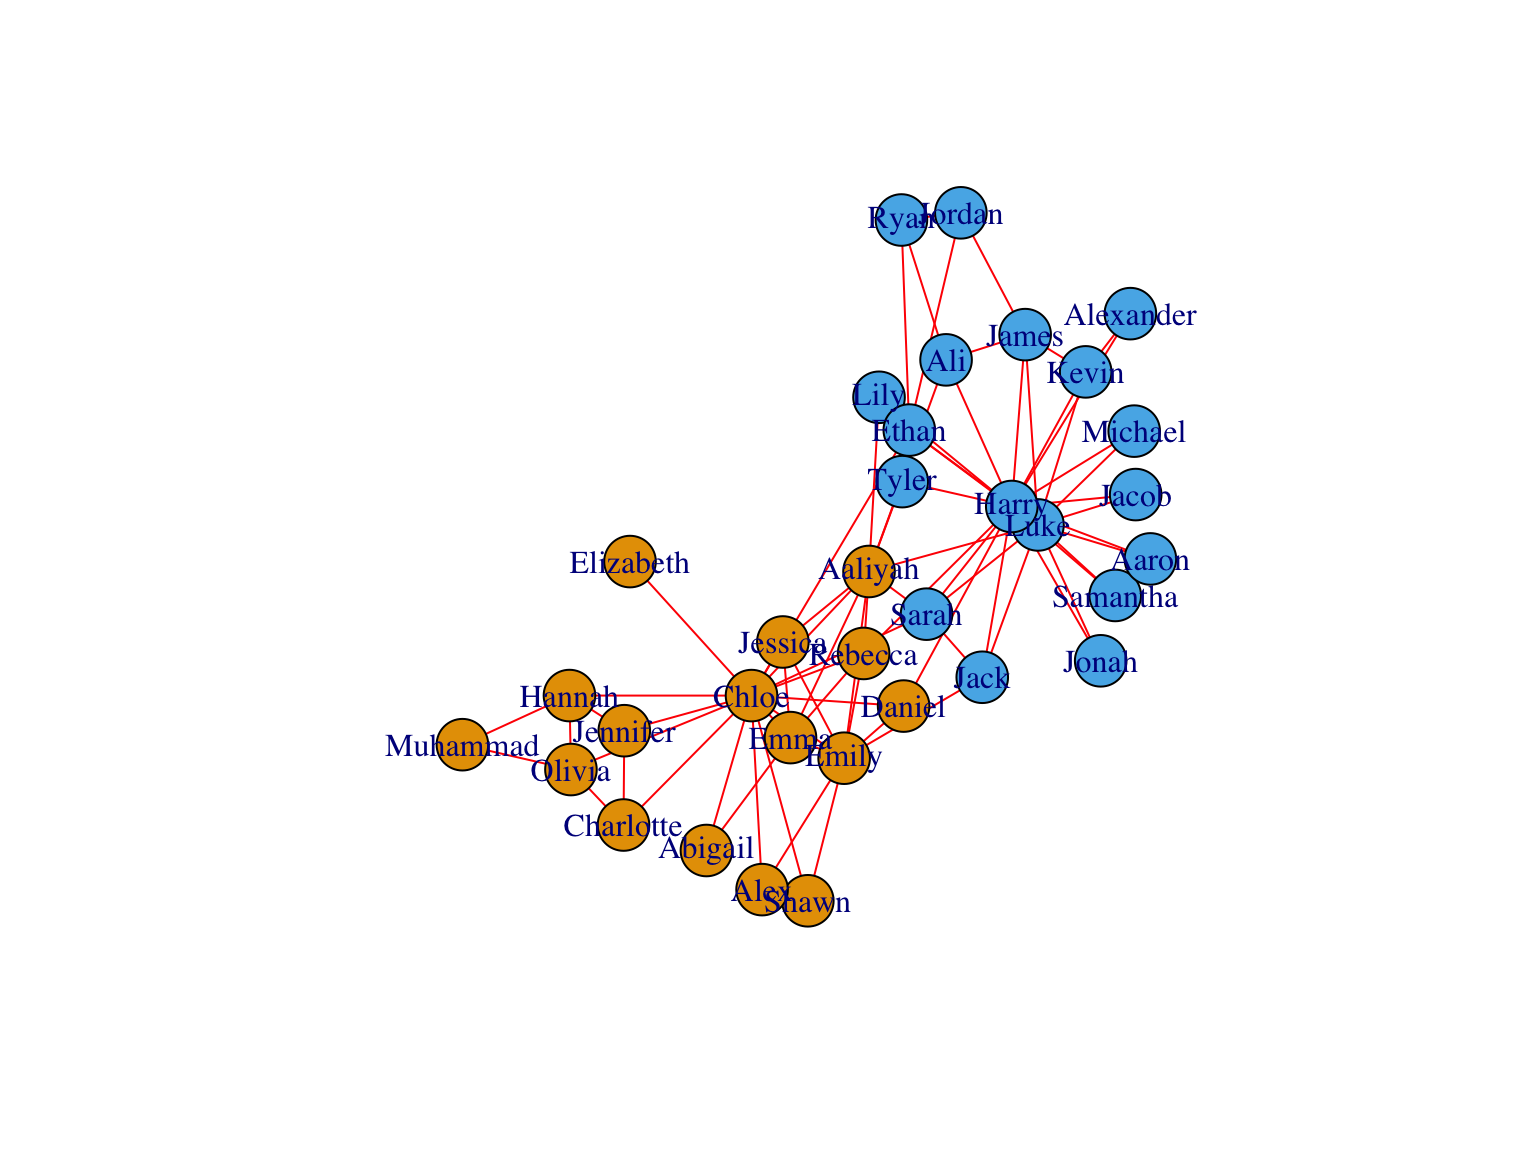 Ryan
Jordan
Alexander
James
Ali
Kevin
Lily
Ethan
Michael
Tyler
Jacob
Harry
Luke
Aaron
Elizabeth
Aaliyah
Samantha
Sarah
Jessica
Rebecca
Jonah
Jack
Hannah
Chloe
Daniel
Jennifer
Emma
Muhammad
Emily
Olivia
Charlotte
Abigail
Alex
Shawn